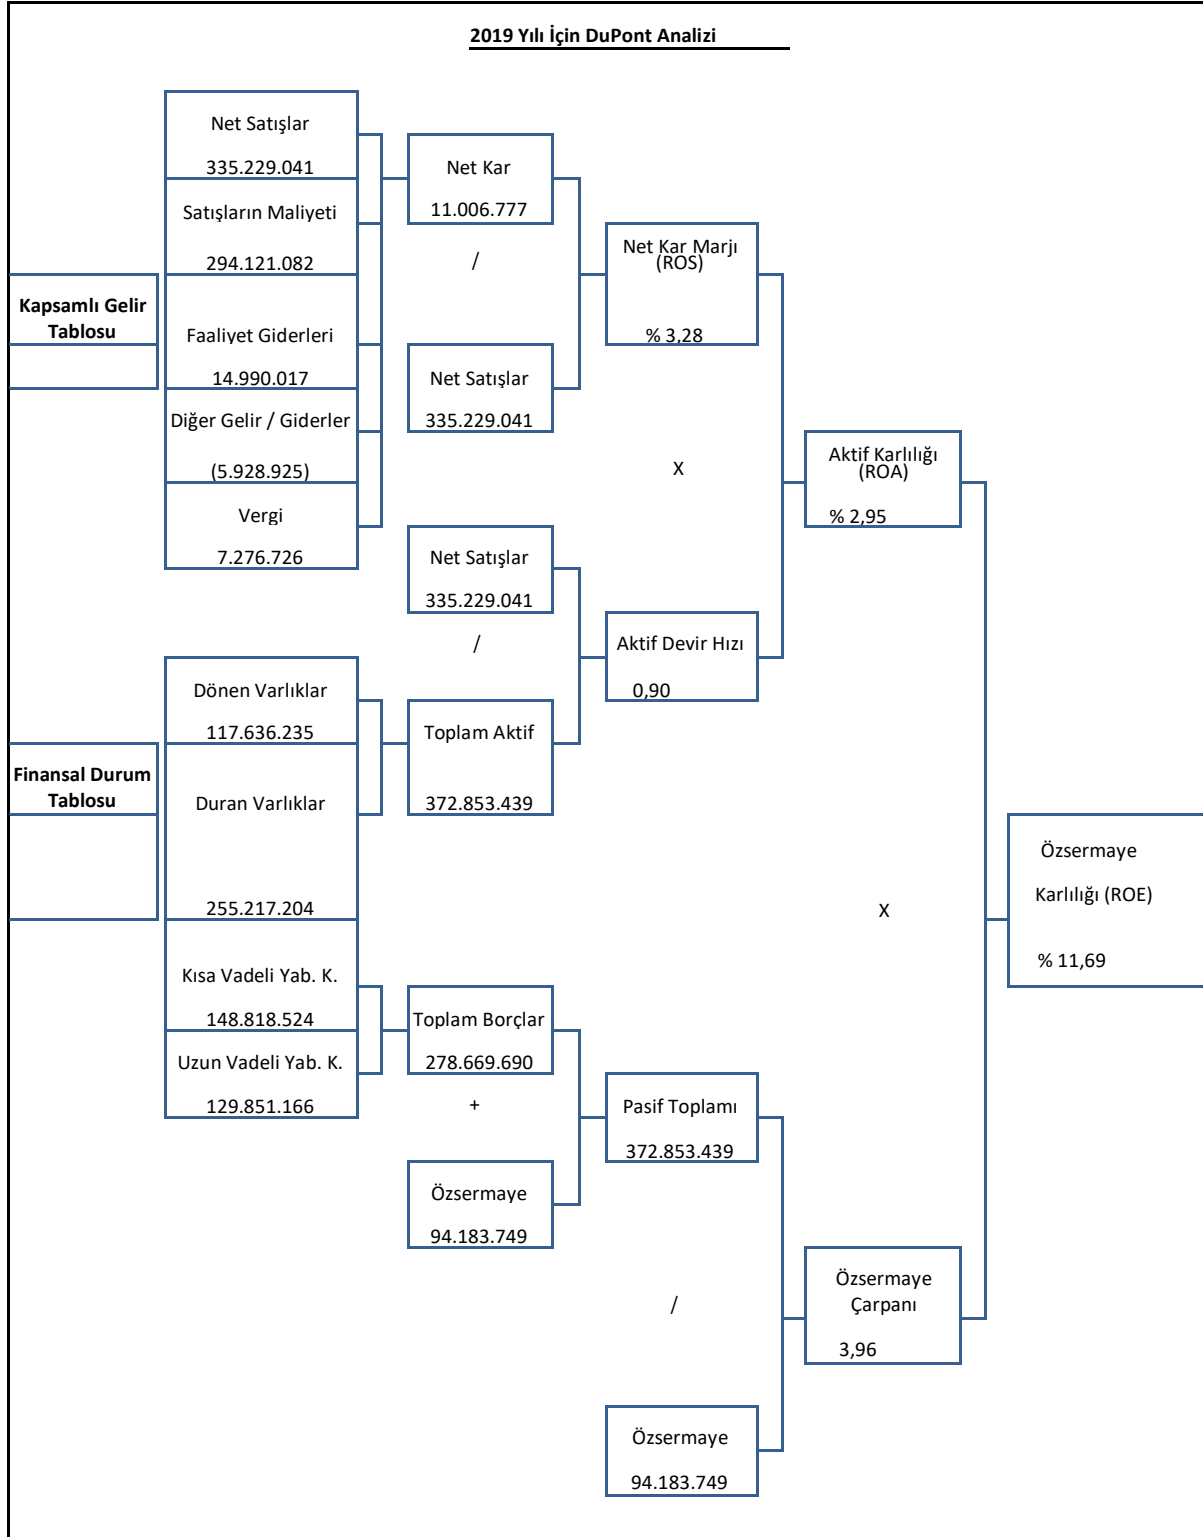 2019 Yılı İçin DuPont Analizi
Net Satışlar
335.229.041
Satışların Maliyeti
294.121.082
Kapsamlı Gelir
Tablosu
Faaliyet Giderleri
14.990.017
Diğer Gelir / Giderler
(5.928.925)
Vergi
7.276.726
Net Kar
11.006.777
/
Net Satışlar
335.229.041
Net Kar Marjı
(ROS)
% 3,28
X
Aktif Karlılığı
(ROA)
% 2,95
Net Satışlar
335.229.041
/
Aktif Devir Hızı
0,90
Dönen Varlıklar
117.636.235
Toplam Aktif
372.853.439
Finansal Durum
Tablosu
Duran Varlıklar
255.217.204
X
Özsermaye
Karlılığı (ROE)
% 11,69
Kısa Vadeli Yab. K.
148.818.524
Uzun Vadeli Yab. K.
129.851.166
Toplam Borçlar
278.669.690
+
Özsermaye
94.183.749
Pasif Toplamı
372.853.439
/
Özsermaye
Çarpanı
3,96
Özsermaye
94.183.749